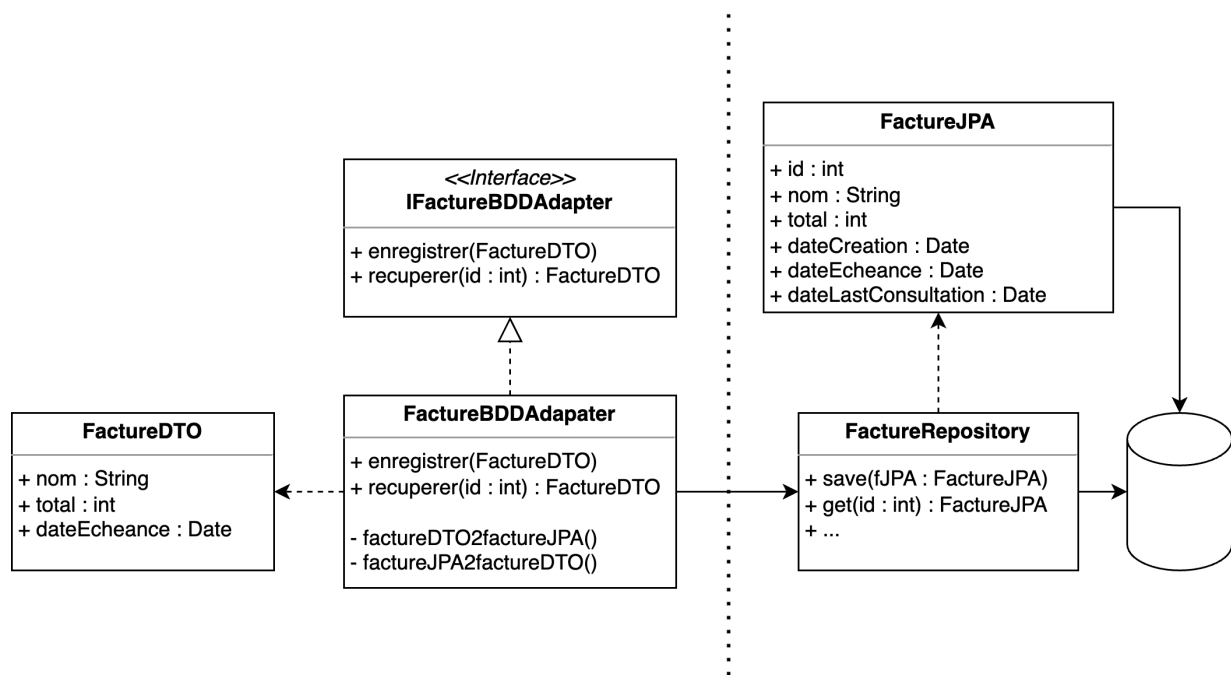 FactureJPA
+ id : int
+ nom : String
+ total : int
+ dateCreation : Date
+ dateEcheance : Date
+ dateLastConsultation : Date
<<Interface>>
IFactureBDDAdapter
+ enregistrer(FactureDTO)
+ recuperer(id : int) : FactureDTO
FactureDTO
+ nom : String
+ total : int
+ dateEcheance : Date
FactureBDDAdapater
+ enregistrer(FactureDTO)
+ recuperer(id : int) : FactureDTO
- factureDTO2factureJPA()
- factureJPA2factureDTO()
FactureRepository
+ save(fJPA : FactureJPA)
+ get(id : int) : FactureJPA
+ ...